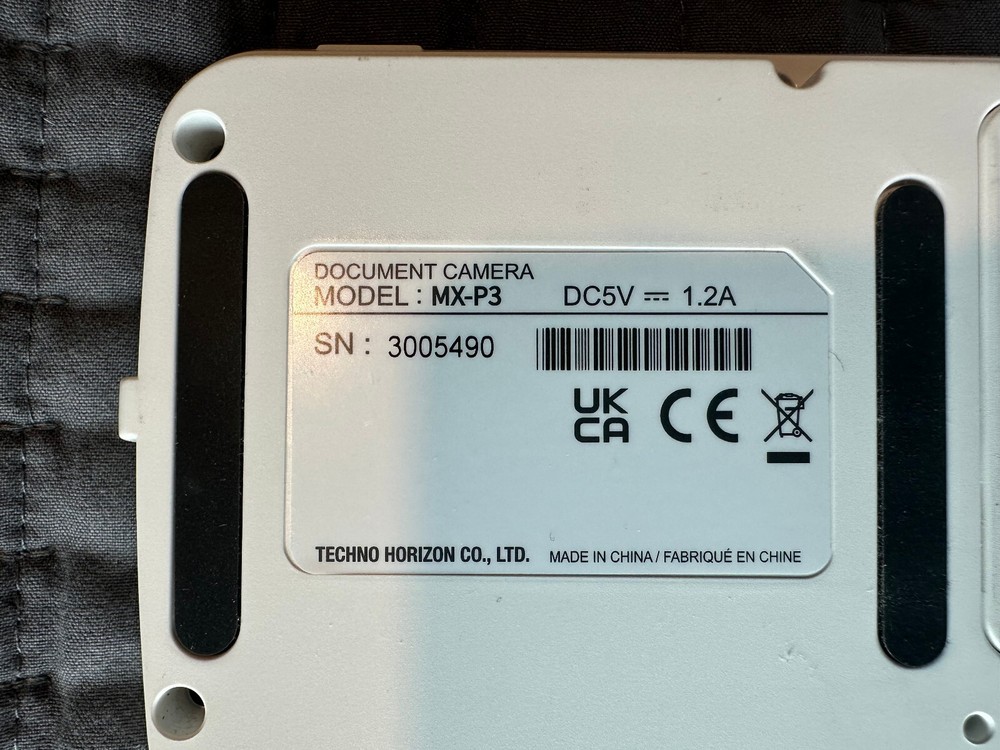 DOCUMENT CAMERA
MODEL : MX-P3 DC5V ⎓ 1.2A
SN : 3005490
UK
CA CE
TECHNO HORIZON CO., LTD. MADE IN CHINA / FABRIQUÉ EN CHINE